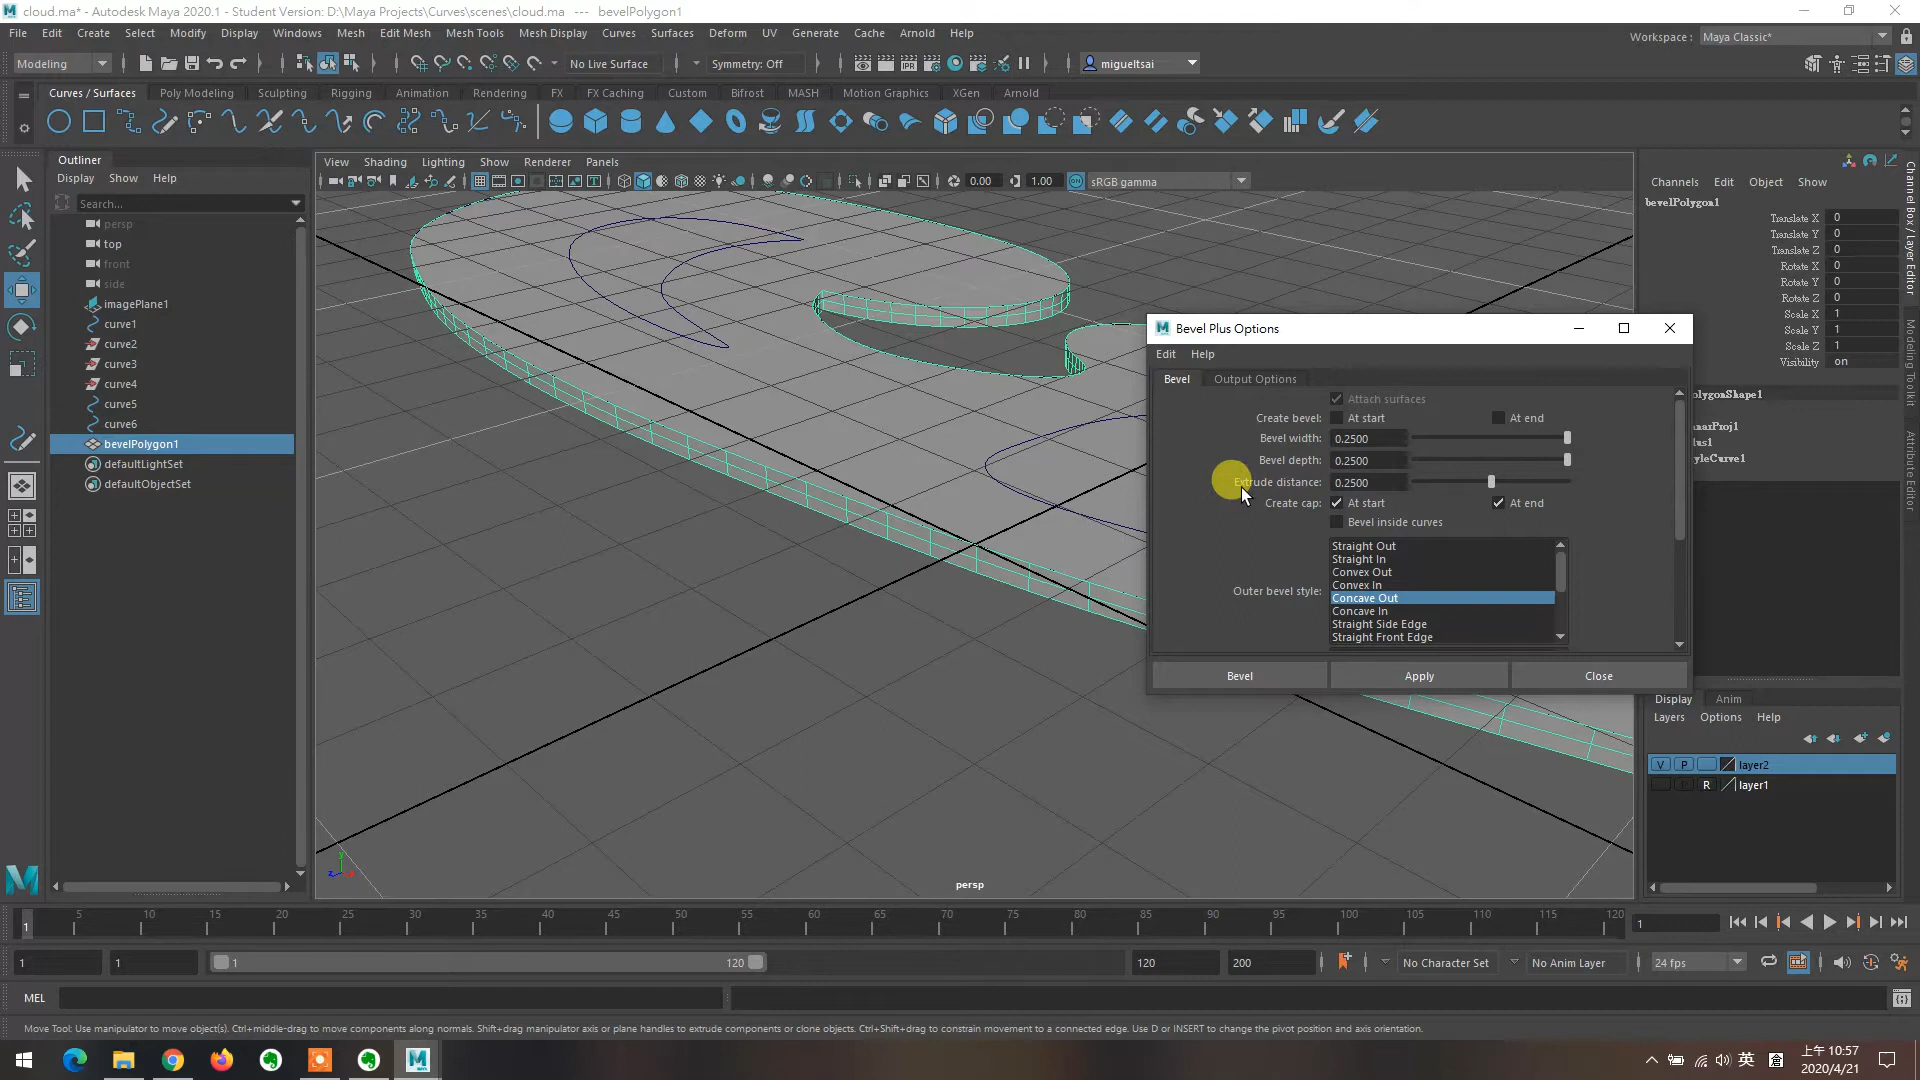 cloud.ma* - Autodesk Maya 2020.1 - Student Version: D:\Maya Projects\Curves\scenes\cloud.ma --- bevelPolygon1
File Edit Create Select Modify Display Windows Mesh Edit Mesh Mesh Tools Mesh Display Curves Surfaces Deform UV Generate Cache Arnold Help
Workspace : Maya Classic*
Modeling No Live Surface Symmetry: Off migueltsai
Curves / Surfaces Poly Modeling Sculpting Rigging Animation Rendering FX FX Caching Custom Bifrost MASH Motion Graphics XGen Arnold
Outliner
Display Show Help
Search...
persp
top
front
side
imagePlane1
curve1
curve2
curve3
curve4
curve5
curve6
bevelPolygon1
defaultLightSet
defaultObjectSet
View Shading Lighting Show Renderer Panels
0.00 1.00 sRGB gamma
persp
Bevel Plus Options
Edit Help
Bevel Output Options
Attach surfaces
Create bevel: At start At end
Bevel width: 0.2500
Bevel depth: 0.2500
Extrude distance: 0.2500
Create cap: At start At end
Bevel inside curves
Outer bevel style:
Straight Out
Straight In
Convex Out
Convex In
Concave Out
Concave In
Straight Side Edge
Straight Front Edge
Bevel Apply Close
Channels Edit Object Show
bevelPolygon1
Translate X 0
Translate Y 0
Translate Z 0
Rotate X 0
Rotate Y 0
Rotate Z 0
Scale X 1
Scale Y 1
Scale Z 1
Visibility on
olygonShape1
anarProj1
lus1
yleCurve1
Channel Box / Layer Editor
Modeling Toolkit
Attribute Editor
Display Anim
Layers Options Help
V P layer2
R layer1
1 5 10 15 20 25 30 35 40 45 50 55 60 65 70 75 80 85 90 95 100 105 110 115 120
1
1 1 1 120 120 200 No Character Set No Anim Layer 24 fps
MEL
Move Tool: Use manipulator to move object(s). Ctrl+middle-drag to move components along normals. Shift+drag manipulator axis or plane handles to extrude components or clone objects. Ctrl+Shift+drag to constrain movement to a connected edge. Use D or INSERT to change the pivot position and axis orientation.
英
上午 10:57
2020/4/21